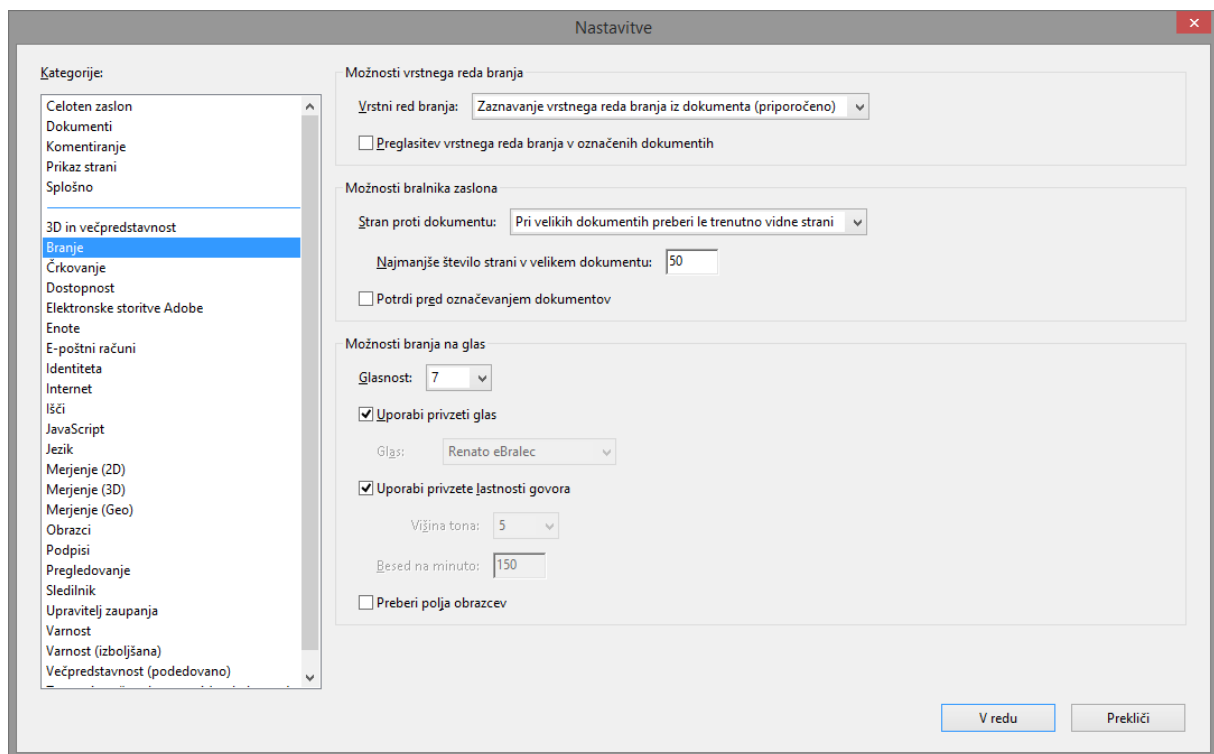 Nastavitve
Kategorije:
Celoten zaslon
Dokumenti
Komentiranje
Prikaz strani
Splošno
3D in večpredstavnost
Branje
Črkovanje
Dostopnost
Elektronske storitve Adobe
Enote
E-poštni računi
Identiteta
Internet
Išči
JavaScript
Jezik
Merjenje (2D)
Merjenje (3D)
Merjenje (Geo)
Obrazci
Podpisi
Pregledovanje
Sledilnik
Upravitelj zaupanja
Varnost
Varnost (izboljšana)
Večpredstavnost (podedovano)
Možnosti vrstnega reda branja
Vrstni red branja: Zaznavanje vrstnega reda branja iz dokumenta (priporočeno)
Preglasitev vrstnega reda branja v označenih dokumentih
Možnosti bralnika zaslona
Stran proti dokumentu: Pri velikih dokumentih preberi le trenutno vidne strani
Najmanjše število strani v velikem dokumentu: 50
Potrdi pred označevanjem dokumentov
Možnosti branja na glas
Glasnost: 7
Uporabi privzeti glas
Glas: Renato eBralec
Uporabi privzete lastnosti govora
Višina tona: 5
Besed na minuto: 150
Preberi polja obrazcev
V redu Prekliči